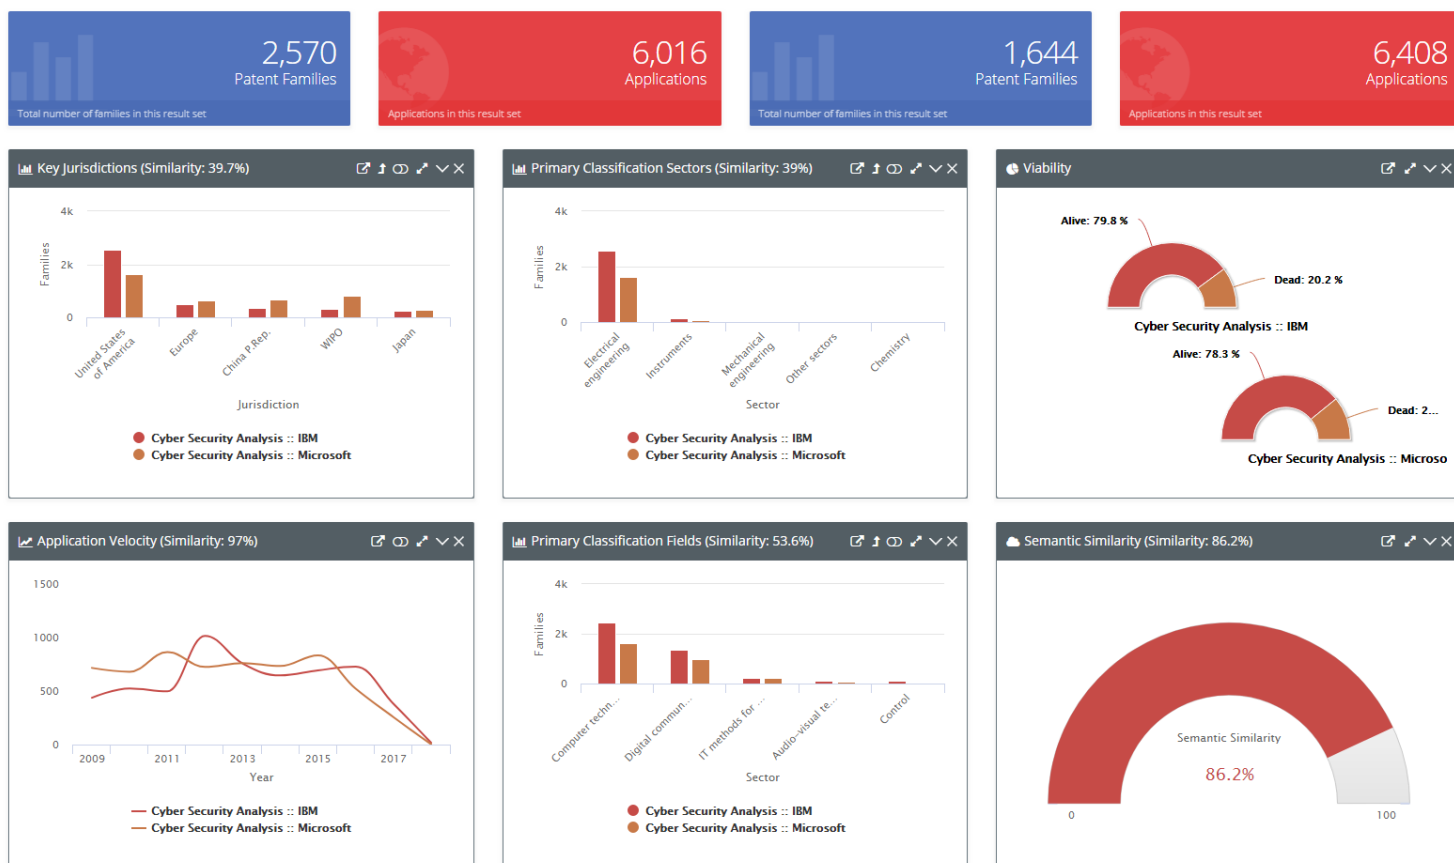 2,570
Patent Families
Total number of families in this result set
6,016
Applications
Applications in this result set
1,644
Patent Families
Total number of families in this result set
6,408
Applications
Applications in this result set
Key Jurisdictions (Similarity: 39.7%)
4k
2k
0
Families
United States
of America
Europe
China P.Rep.
WIPO
Japan
Jurisdiction
Cyber Security Analysis :: IBM
Cyber Security Analysis :: Microsoft
Primary Classification Sectors (Similarity: 39%)
4k
2k
0
Families
Electrical
engineering
Instruments
Mechanical
engineering
Other sectors
Chemistry
Sector
Cyber Security Analysis :: IBM
Cyber Security Analysis :: Microsoft
Viability
Alive: 79.8 %
Dead: 20.2 %
Cyber Security Analysis :: IBM
Alive: 78.3 %
Dead: 2...
Cyber Security Analysis :: Microso
Application Velocity (Similarity: 97%)
1500
1000
500
0
2009
2011
2013
2015
2017
Year
Cyber Security Analysis :: IBM
Cyber Security Analysis :: Microsoft
Primary Classification Fields (Similarity: 53.6%)
4k
2k
0
Families
Computer techn...
Digital commun...
IT methods for ...
Audio-visual te...
Control
Sector
Cyber Security Analysis :: IBM
Cyber Security Analysis :: Microsoft
Semantic Similarity (Similarity: 86.2%)
Semantic Similarity
86.2%
0
100